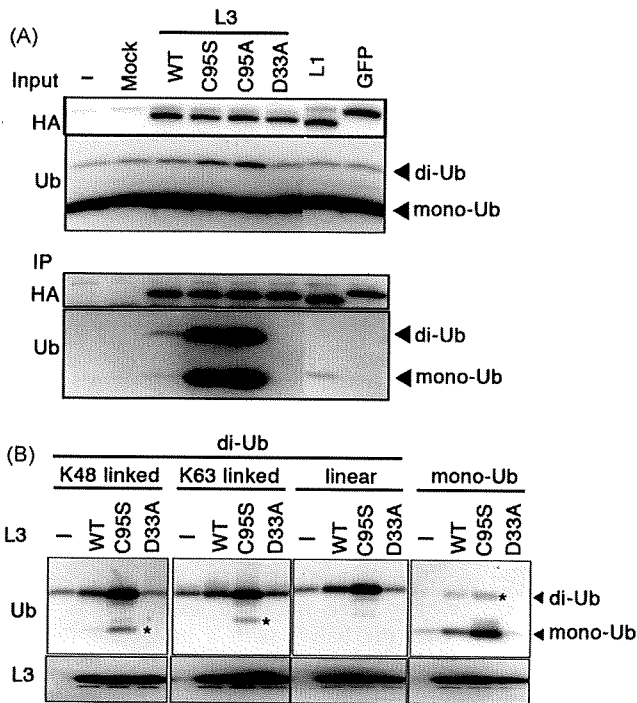 (A)
L3
Input – Mock WT C95S C95A D33A L1 GFP
HA
Ub
◄ di-Ub
◄ mono-Ub
IP
HA
Ub
◄ di-Ub
◄ mono-Ub
(B)
di-Ub
K48 linked K63 linked linear mono-Ub
L3 – WT C95S D33A – WT C95S D33A – WT C95S D33A – WT C95S D33A
Ub
* * *
◄ di-Ub
◄ mono-Ub
L3